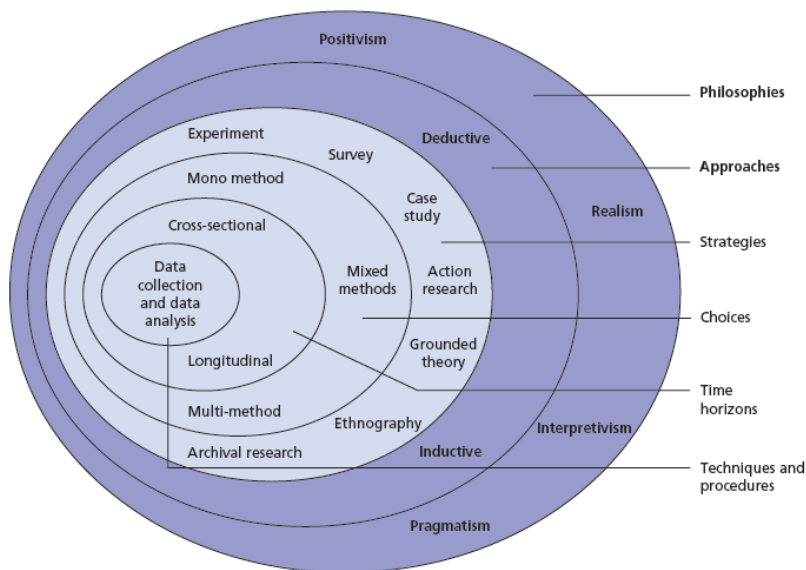 Positivism
Philosophies
Experiment
Deductive
Survey
Approaches
Mono method
Case
study
Realism
Cross-sectional
Strategies
Data
collection
and data
analysis
Mixed
methods
Action
research
Choices
Grounded
theory
Longitudinal
Time
horizons
Multi-method
Ethnography
Interpretivism
Archival research
Inductive
Techniques and
procedures
Pragmatism